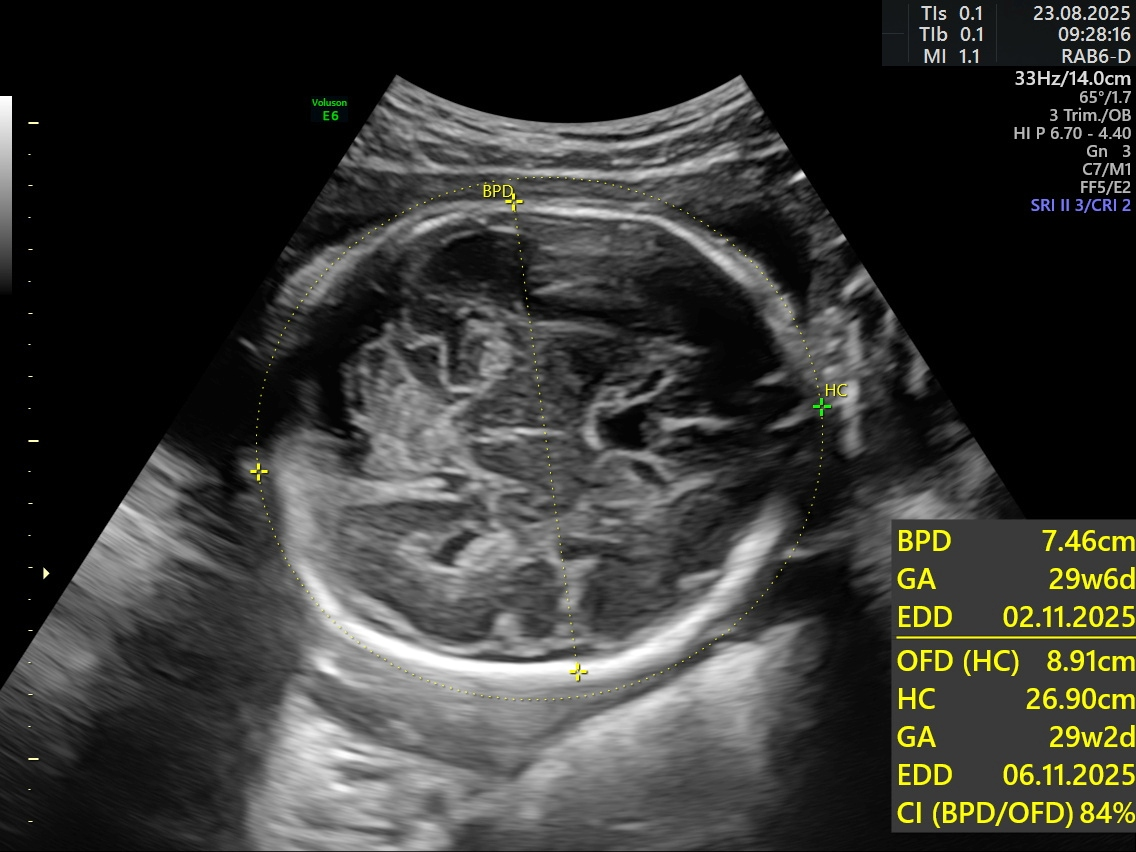 TIs 0.1 23.08.2025
TIb 0.1 09:28:16
MI 1.1 RAB6-D
33Hz/14.0cm
65°/1.7
3 Trim./OB
HI P 6.70 - 4.40
Gn 3
C7/M1
FF5/E2
SRI II 3/CRI 2
Voluson
E6
BPD
HC
BPD 7.46cm
GA 29w6d
EDD 02.11.2025
OFD (HC) 8.91cm
HC 26.90cm
GA 29w2d
EDD 06.11.2025
CI (BPD/OFD) 84%